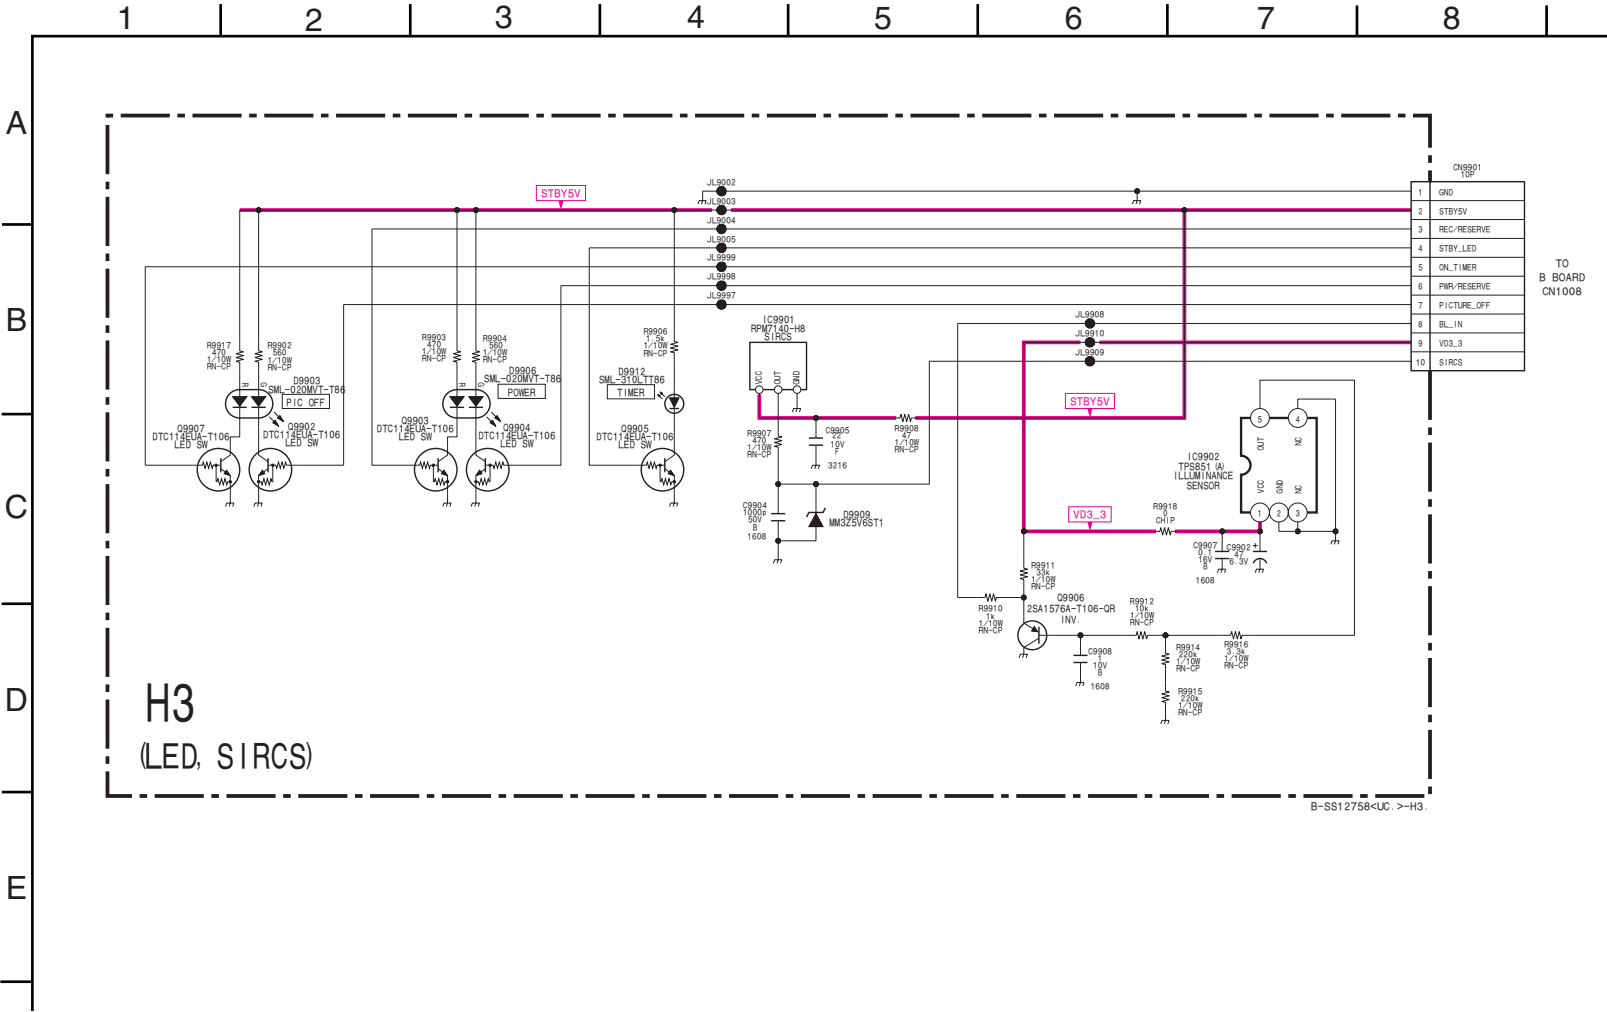 1 2 3 4 5 6 7 8
A
B
C
D
E
STBY5V
JL9002
JL9003
JL9004
JL9005
JL9999
JL9998
JL9997
CN9901
10P
1 GND
2 STBY5V
3 REC/RESERVE
4 STBY_LED
5 ON_TIMER
6 PWR/RESERVE
7 PICTURE_OFF
8 BL_IN
9 VD3_3
10 SIRCS
TO
B BOARD
CN1008
R9917
470
1/10W
RN-CP
R9902
560
1/10W
RN-CP
R
G
D9903
SML-020MVT-T86
PIC OFF
Q9907
DTC114EUA-T106
LED SW
Q9902
DTC114EUA-T106
LED SW
R9903
470
1/10W
RN-CP
R9904
560
1/10W
RN-CP
R
G
D9906
SML-020MVT-T86
POWER
Q9903
DTC114EUA-T106
LED SW
Q9904
DTC114EUA-T106
LED SW
R9906
1.5k
1/10W
RN-CP
D9912
SML-310LTT86
TIMER
Q9905
DTC114EUA-T106
LED SW
IC9901
RPM7140-H8
SIRCS
VCC
OUT
GND
R9907
470
1/10W
RN-CP
C9905
22
10V
F
3216
R9908
47
1/10W
RN-CP
C9904
1000p
50V
B
1608
D9909
MM3Z5V6ST1
JL9908
JL9910
JL9909
STBY5V
VD3_3
R9918
0
CHIP
IC9902
TPS851 (A)
ILLUMINANCE
SENSOR
5
4
OUT
NC
VCC
GND
NC
1
2
3
C9907
0.1
16V
B
1608
C9902
47
6.3V
+
R9911
33k
1/10W
RN-CP
R9910
1k
1/10W
RN-CP
Q9906
2SA1576A-T106-QR
INV.
R9912
10k
1/10W
RN-CP
C9908
1
10V
B
1608
R9914
220k
1/10W
RN-CP
R9916
3.3k
1/10W
RN-CP
R9915
220k
1/10W
RN-CP
H3
(LED, SIRCS)
B-SS12758<UC.>-H3.